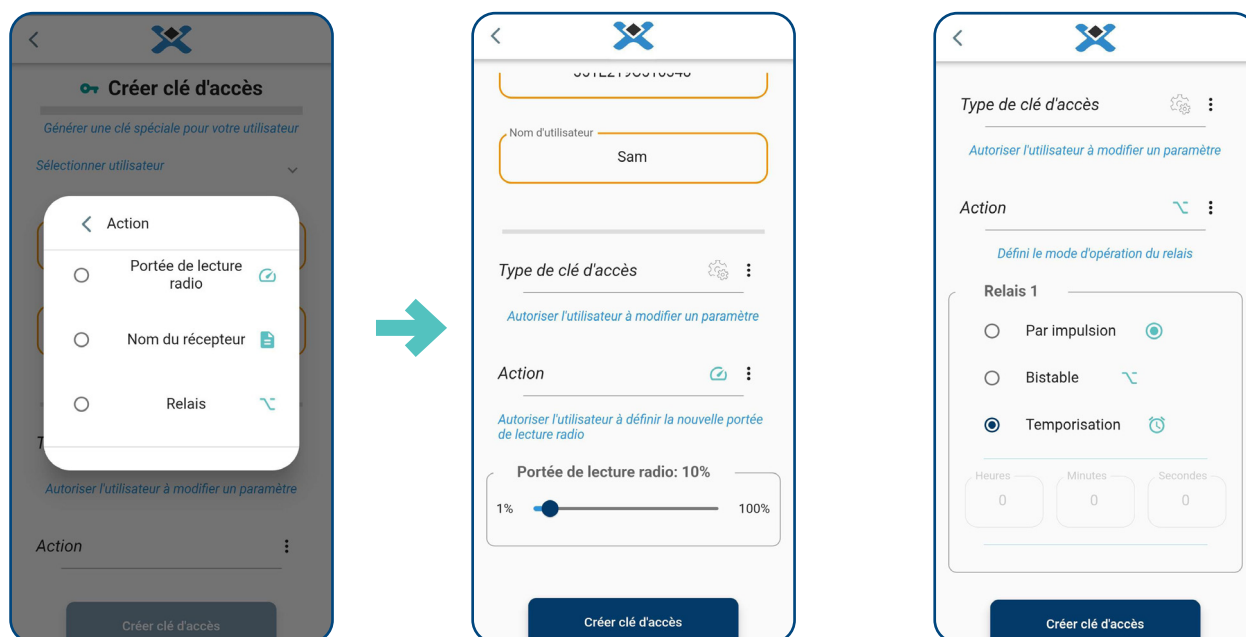 Créer clé d'accès
Générer une clé spéciale pour votre utilisateur
Sélectionner utilisateur
Action
Portée de lecture
radio
Nom du récepteur
Relais
Autoriser l'utilisateur à modifier un paramètre
Action
Créer clé d'accès
Nom d'utilisateur
Sam
Type de clé d'accès
Autoriser l'utilisateur à modifier un paramètre
Action
Autoriser l'utilisateur à définir la nouvelle portée
de lecture radio
Portée de lecture radio: 10%
1% 100%
Créer clé d'accès
Type de clé d'accès
Autoriser l'utilisateur à modifier un paramètre
Action
Défini le mode d'opération du relais
Relais 1
Par impulsion
Bistable
Temporisation
Heures Minutes Secondes
0 0 0
Créer clé d'accès